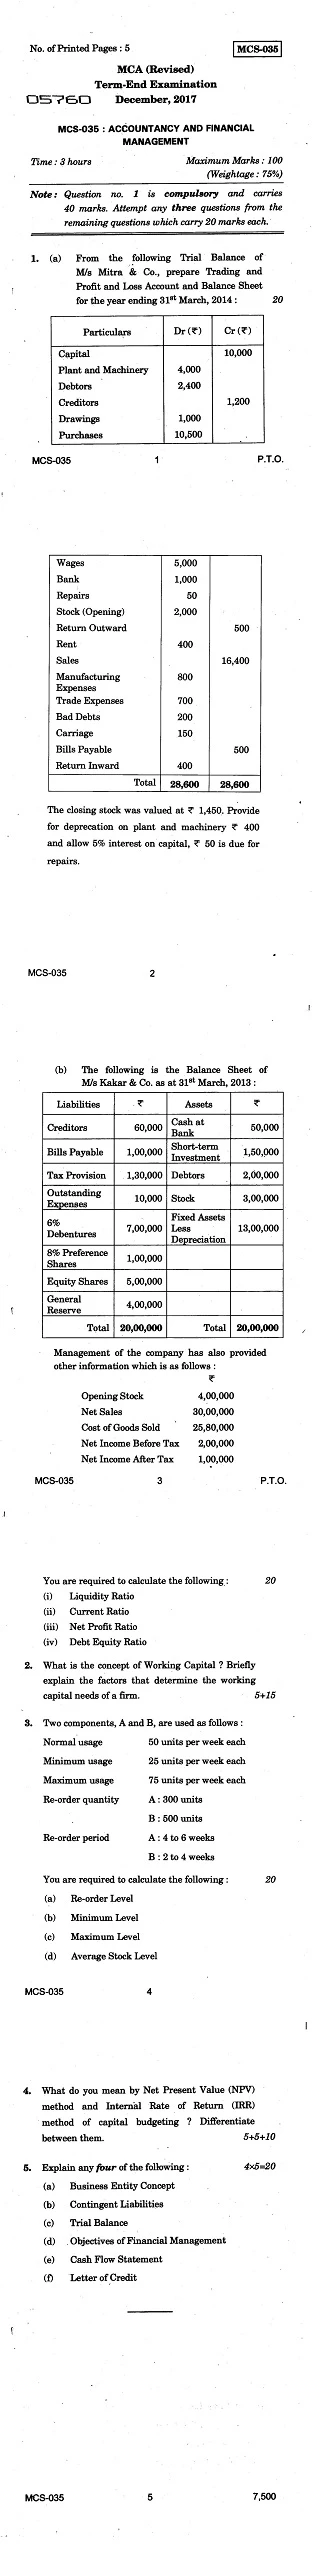 No. of Printed Pages : 5 MCS-035
MCA (Revised)
Term-End Examination
05760 December, 2017
MCS-035 : ACCOUNTANCY AND FINANCIAL
MANAGEMENT
Time : 3 hours Maximum Marks : 100
(Weightage : 75%)
Note : Question no. 1 is compulsory and carries
40 marks. Attempt any three questions from the
remaining questions which carry 20 marks each.
1. (a) From the following Trial Balance of
M/s Mitra & Co., prepare Trading and
Profit and Loss Account and Balance Sheet
for the year ending 31st March, 2014 : 20
Particulars Dr (₹) Cr (₹)
Capital 10,000
Plant and Machinery 4,000
Debtors 2,400
Creditors 1,200
Drawings 1,000
Purchases 10,500
MCS-035 1 P.T.O.
Wages 5,000
Bank 1,000
Repairs 50
Stock (Opening) 2,000
Return Outward 500
Rent 400
Sales 16,400
Manufacturing
Expenses 800
Trade Expenses 700
Bad Debts 200
Carriage 150
Bills Payable 500
Return Inward 400
Total 28,600 28,600
The closing stock was valued at ₹ 1,450. Provide
for deprecation on plant and machinery ₹ 400
and allow 5% interest on capital, ₹ 50 is due for
repairs.
MCS-035 2
(b) The following is the Balance Sheet of
M/s Kakar & Co. as at 31st March, 2013 :
Liabilities ₹ Assets ₹
Creditors 60,000 Cash at Bank 50,000
Bills Payable 1,00,000 Short-term Investment 1,50,000
Tax Provision 1,30,000 Debtors 2,00,000
Outstanding Expenses 10,000 Stock 3,00,000
6% Debentures 7,00,000 Fixed Assets Less Depreciation 13,00,000
8% Preference Shares 1,00,000
Equity Shares 5,00,000
General Reserve 4,00,000
Total 20,00,000 Total 20,00,000
Management of the company has also provided
other information which is as follows :
₹
Opening Stock 4,00,000
Net Sales 30,00,000
Cost of Goods Sold 25,80,000
Net Income Before Tax 2,00,000
Net Income After Tax 1,00,000
MCS-035 3 P.T.O.
You are required to calculate the following : 20
(i) Liquidity Ratio
(ii) Current Ratio
(iii) Net Profit Ratio
(iv) Debt Equity Ratio
2. What is the concept of Working Capital ? Briefly
explain the factors that determine the working
capital needs of a firm. 5+15
3. Two components, A and B, are used as follows :
Normal usage 50 units per week each
Minimum usage 25 units per week each
Maximum usage 75 units per week each
Re-order quantity A : 300 units
B : 500 units
Re-order period A : 4 to 6 weeks
B : 2 to 4 weeks
You are required to calculate the following : 20
(a) Re-order Level
(b) Minimum Level
(c) Maximum Level
(d) Average Stock Level
MCS-035 4
4. What do you mean by Net Present Value (NPV)
method and Internal Rate of Return (IRR)
method of capital budgeting ? Differentiate
between them. 5+5+10
5. Explain any four of the following : 4×5=20
(a) Business Entity Concept
(b) Contingent Liabilities
(c) Trial Balance
(d) Objectives of Financial Management
(e) Cash Flow Statement
(f) Letter of Credit
MCS-035 5 7,500